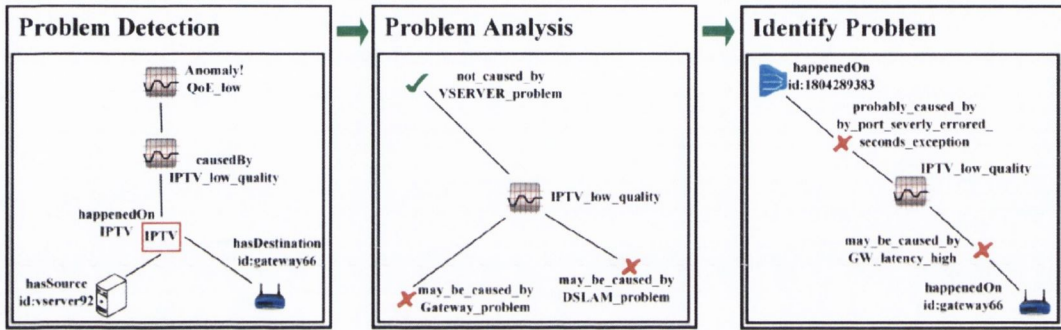 Problem Detection
Anomaly!
QoE_low
causedBy
IPTV_low_quality
happenedOn
IPTV
IPTV
hasDestination
id:gateway66
hasSource
id:vserver92
Problem Analysis
not_caused_by
VSERVER_problem
IPTV_low_quality
may_be_caused_by
DSLAM_problem
may_be_caused_by
Gateway_problem
Identify Problem
happenedOn
id:1804289383
probably_caused_by
by_port_severly_errored_
seconds_exception
IPTV_low_quality
may_be_caused_by
GW_latency_high
happenedOn
id:gateway66